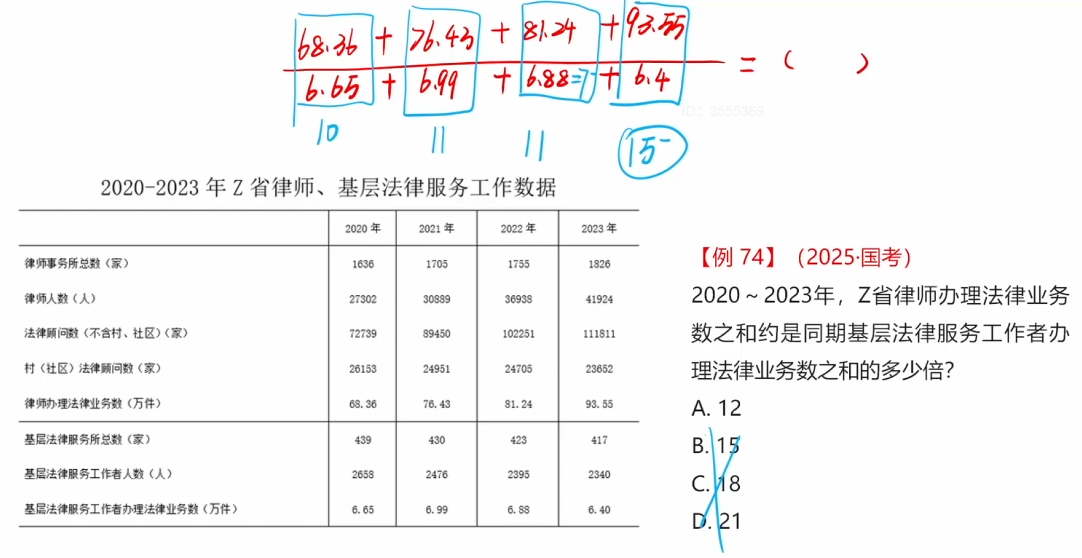 68.36 + 76.43 + 81.24 + 93.55
6.65 + 6.99 + 6.88=7- + 6.4
= ( )
10 11 11 15-
ID: 3555369
2020-2023 年 Z 省律师、基层法律服务工作数据
2020 年 2021 年 2022 年 2023 年
律师事务所总数（家） 1636 1705 1755 1826
律师人数（人） 27302 30889 36938 41924
法律顾问数（不含村、社区）（家） 72739 89450 102251 111811
村（社区）法律顾问数（家） 26153 24951 24705 23652
律师办理法律业务数（万件） 68.36 76.43 81.24 93.55
基层法律服务所总数（家） 439 430 423 417
基层法律服务工作者人数（人） 2658 2476 2395 2340
基层法律服务工作者办理法律业务数（万件） 6.65 6.99 6.88 6.40
【例 74】（2025·国考）
2020～2023年，Z省律师办理法律业务
数之和约是同期基层法律服务工作者办
理法律业务数之和的多少倍？
A. 12
B. 15
C. 18
D. 21